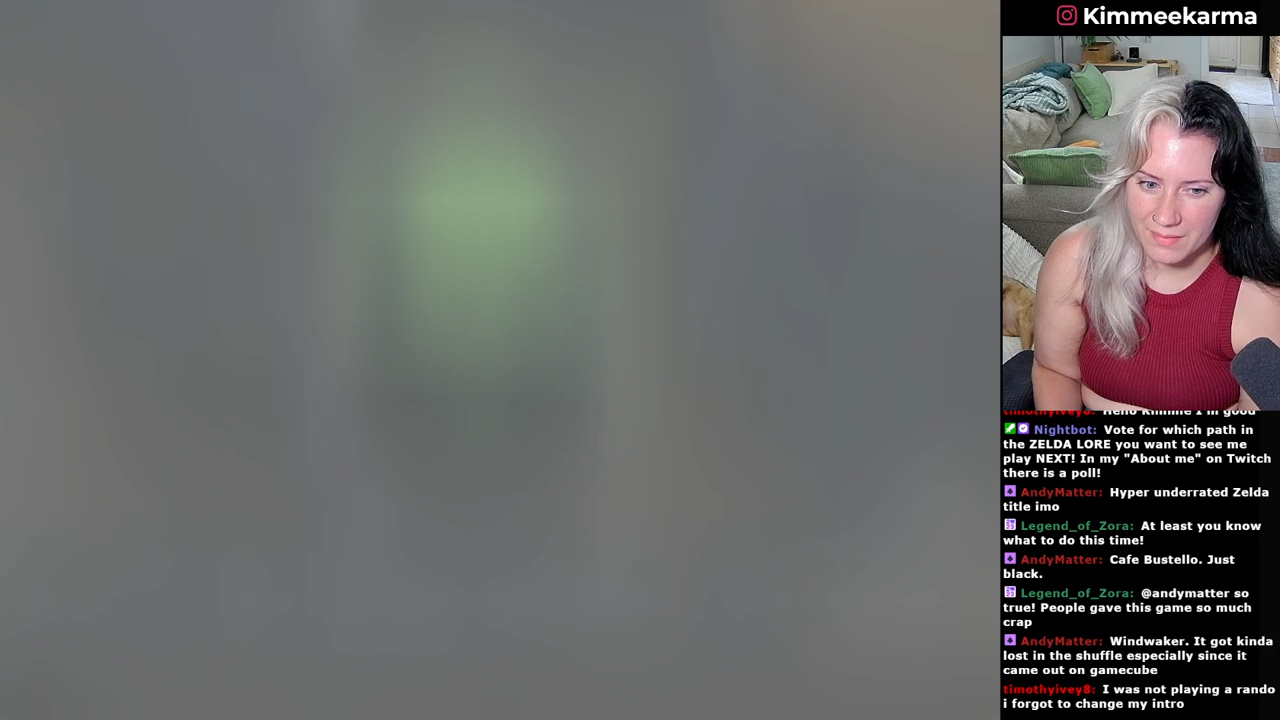 Kimmeekarma
timothyivey8: Hello Kimme I'm good
Nightbot: Vote for which path in
the ZELDA LORE you want to see me
play NEXT! In my "About me" on Twitch
there is a poll!
AndyMatter: Hyper underrated Zelda
title imo
Legend_of_Zora: At least you know
what to do this time!
AndyMatter: Cafe Bustello. Just
black.
Legend_of_Zora: @andymatter so
true! People gave this game so much
crap
AndyMatter: Windwaker. It got kinda
lost in the shuffle especially since it
came out on gamecube
timothyivey8: I was not playing a rando
i forgot to change my intro